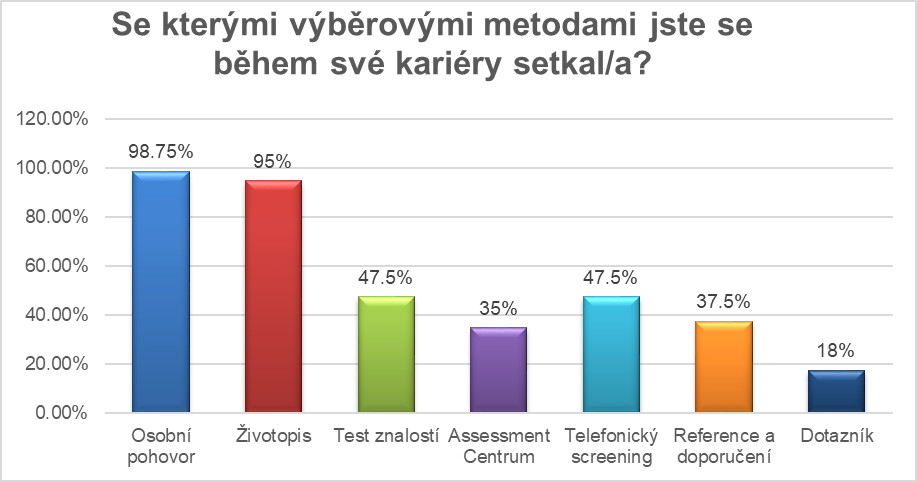 Se kterými výběrovými metodami jste se
během své kariéry setkal/a?
120.00%
100.00%
80.00%
60.00%
40.00%
20.00%
0.00%
98.75%
95%
47.5%
35%
47.5%
37.5%
18%
Osobní
pohovor
Životopis
Test znalostí
Assessment
Centrum
Telefonický
screening
Reference a
doporučení
Dotazník